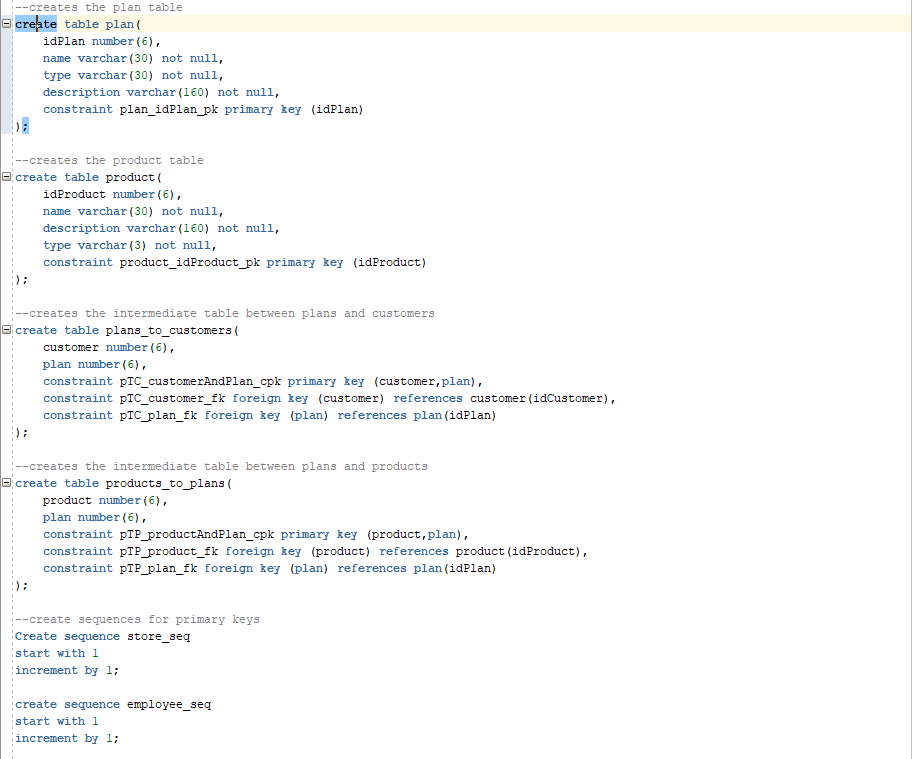 --creates the plan table
create table plan(
idPlan number(6),
name varchar(30) not null,
type varchar(30) not null,
description varchar(160) not null,
constraint plan_idPlan_pk primary key (idPlan)
);
--creates the product table
create table product(
idProduct number(6),
name varchar(30) not null,
description varchar(160) not null,
type varchar(3) not null,
constraint product_idProduct_pk primary key (idProduct)
);
--creates the intermediate table between plans and customers
create table plans_to_customers(
customer number(6),
plan number(6),
constraint pTC_customerAndPlan_cpk primary key (customer,plan),
constraint pTC_customer_fk foreign key (customer) references customer(idCustomer),
constraint pTC_plan_fk foreign key (plan) references plan(idPlan)
);
--creates the intermediate table between plans and products
create table products_to_plans(
product number(6),
plan number(6),
constraint pTP_productAndPlan_cpk primary key (product,plan),
constraint pTP_product_fk foreign key (product) references product(idProduct),
constraint pTP_plan_fk foreign key (plan) references plan(idPlan)
);
--create sequences for primary keys
Create sequence store_seq
start with 1
increment by 1;
create sequence employee_seq
start with 1
increment by 1;